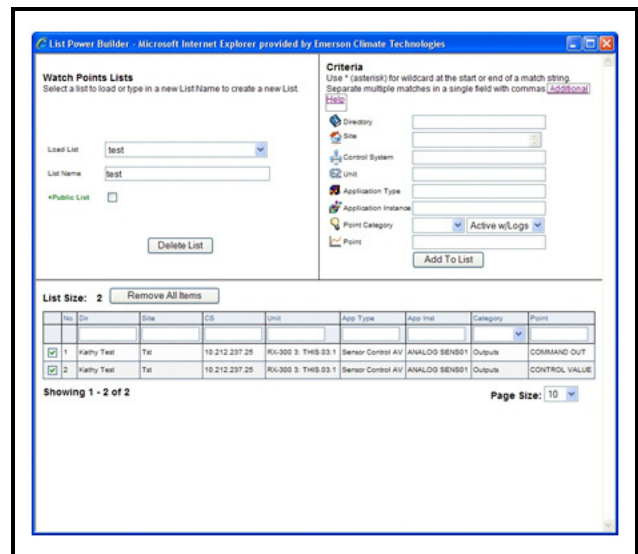 List Power Builder - Microsoft Internet Explorer provided by Emerson Climate Technologies
Watch Points Lists
Select a list to load or type in a new List Name to create a new List.
Load List test
List Name test
*Public List
Delete List
Criteria
Use * (asterisk) for wildcard at the start or end of a match string.
Separate multiple matches in a single field with commas. Additional
Help
Directory
Site
Control System
Unit
Application Type
Application Instance
Point Category Active w/Logs
Point
Add To List
List Size: 2 Remove All Items
No. Dir Site CS Unit App Type App Inst Category Point
1 Kathy Test Txt 10.212.237.25 RX-300 3: THIS.03.1 Sensor Control AV ANALOG SENS01 Outputs COMMAND OUT
2 Kathy Test Txt 10.212.237.25 RX-300 3: THIS.03.1 Sensor Control AV ANALOG SENS01 Outputs CONTROL VALUE
Showing 1 - 2 of 2
Page Size: 10